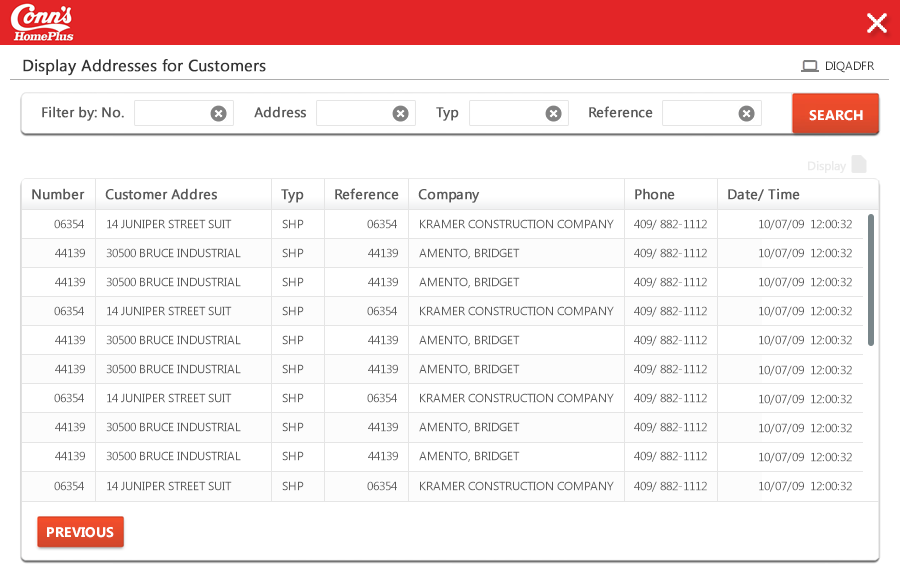 Conn's
HomePlus
Display Addresses for Customers DIQADFR
Filter by: No. Address Typ Reference SEARCH
Display
Number Customer Addres Typ Reference Company Phone Date/ Time
06354 14 JUNIPER STREET SUIT SHP 06354 KRAMER CONSTRUCTION COMPANY 409/ 882-1112 10/07/09 12:00:32
44139 30500 BRUCE INDUSTRIAL SHP 44139 AMENTO, BRIDGET 409/ 882-1112 10/07/09 12:00:32
44139 30500 BRUCE INDUSTRIAL SHP 44139 AMENTO, BRIDGET 409/ 882-1112 10/07/09 12:00:32
06354 14 JUNIPER STREET SUIT SHP 06354 KRAMER CONSTRUCTION COMPANY 409/ 882-1112 10/07/09 12:00:32
44139 30500 BRUCE INDUSTRIAL SHP 44139 AMENTO, BRIDGET 409/ 882-1112 10/07/09 12:00:32
44139 30500 BRUCE INDUSTRIAL SHP 44139 AMENTO, BRIDGET 409/ 882-1112 10/07/09 12:00:32
06354 14 JUNIPER STREET SUIT SHP 06354 KRAMER CONSTRUCTION COMPANY 409/ 882-1112 10/07/09 12:00:32
44139 30500 BRUCE INDUSTRIAL SHP 44139 AMENTO, BRIDGET 409/ 882-1112 10/07/09 12:00:32
44139 30500 BRUCE INDUSTRIAL SHP 44139 AMENTO, BRIDGET 409/ 882-1112 10/07/09 12:00:32
06354 14 JUNIPER STREET SUIT SHP 06354 KRAMER CONSTRUCTION COMPANY 409/ 882-1112 10/07/09 12:00:32
PREVIOUS